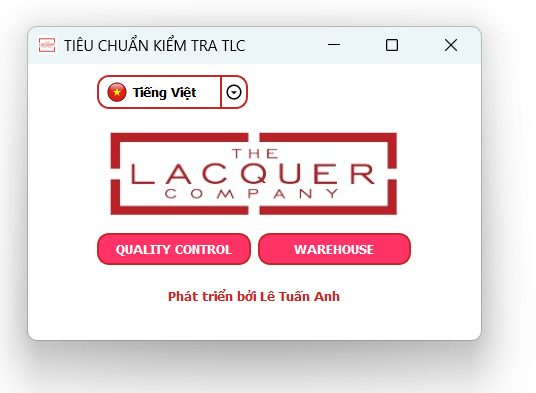 TIÊU CHUẨN KIỂM TRA TLC
Tiếng Việt
THE
LACQUER
COMPANY
QUALITY CONTROL
WAREHOUSE
Phát triển bởi Lê Tuấn Anh